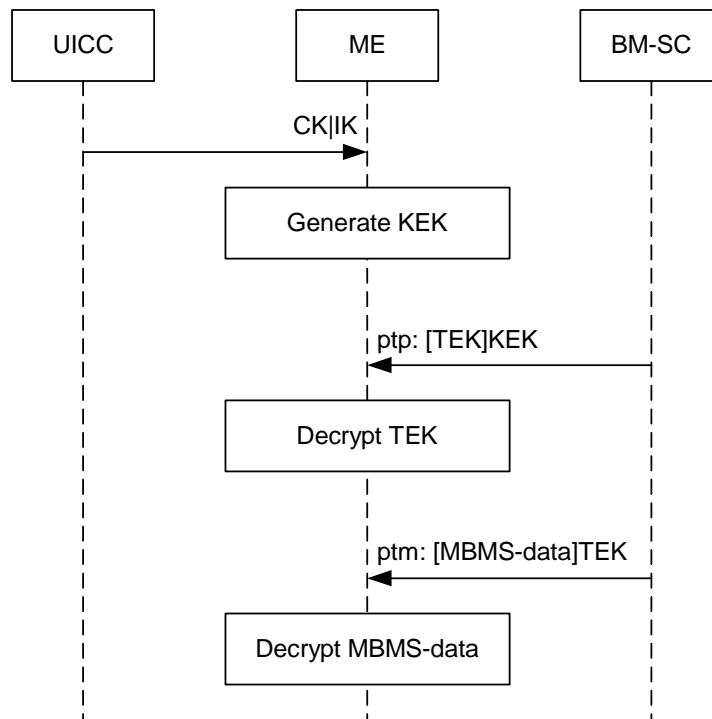 UICC
ME
BM-SC
CK|IK
Generate KEK
ptp: [TEK]KEK
Decrypt TEK
ptm: [MBMS-data]TEK
Decrypt MBMS-data